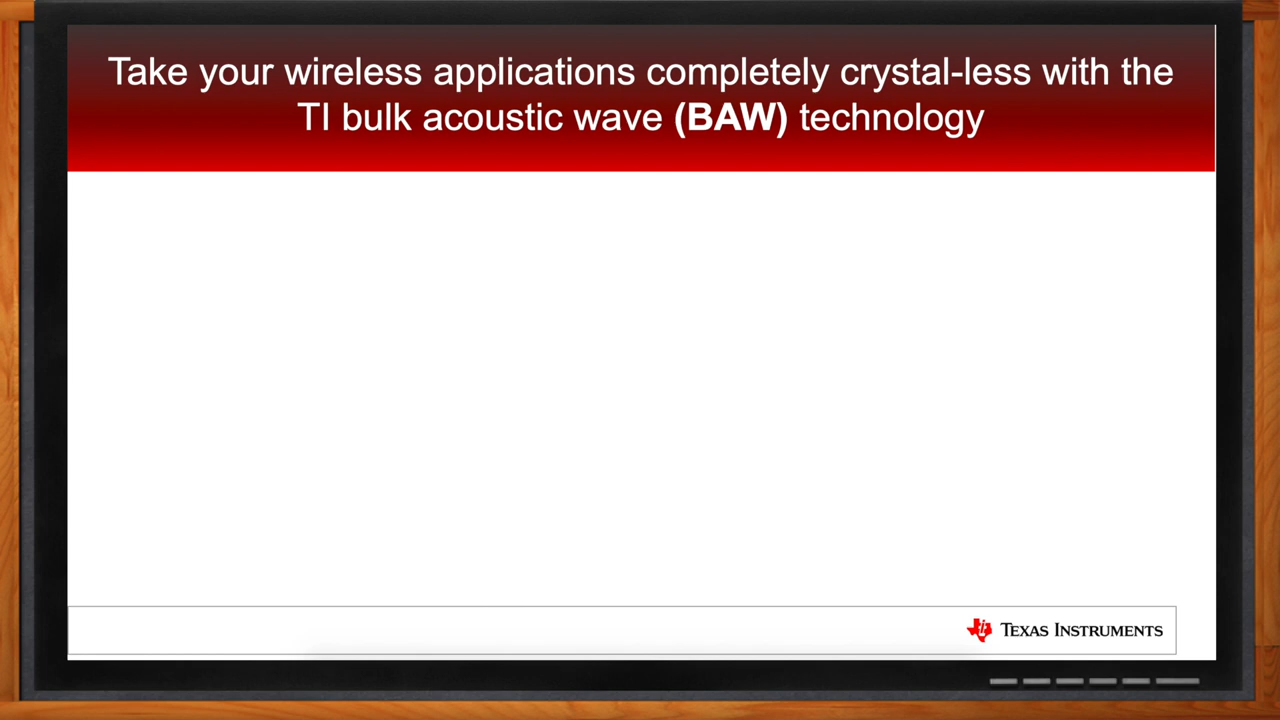 Take your wireless applications completely crystal-less with the
TI bulk acoustic wave (BAW) technology
TEXAS INSTRUMENTS